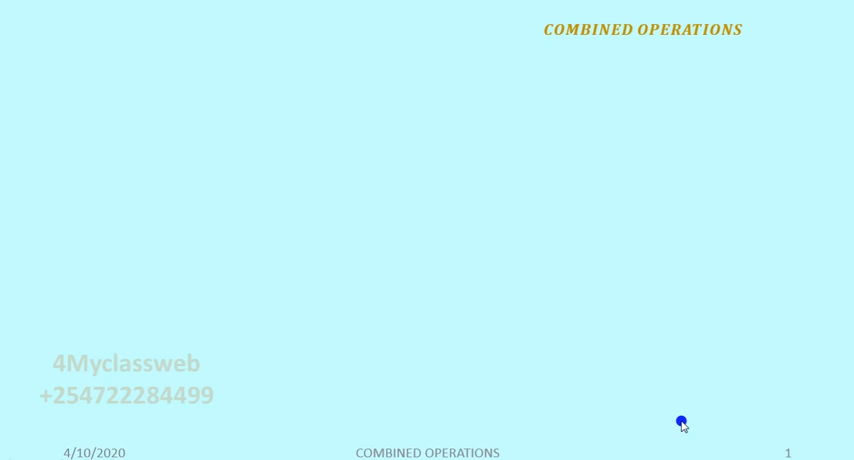 COMBINED OPERATIONS
4Myclassweb
+254722284499
4/10/2020 COMBINED OPERATIONS 1